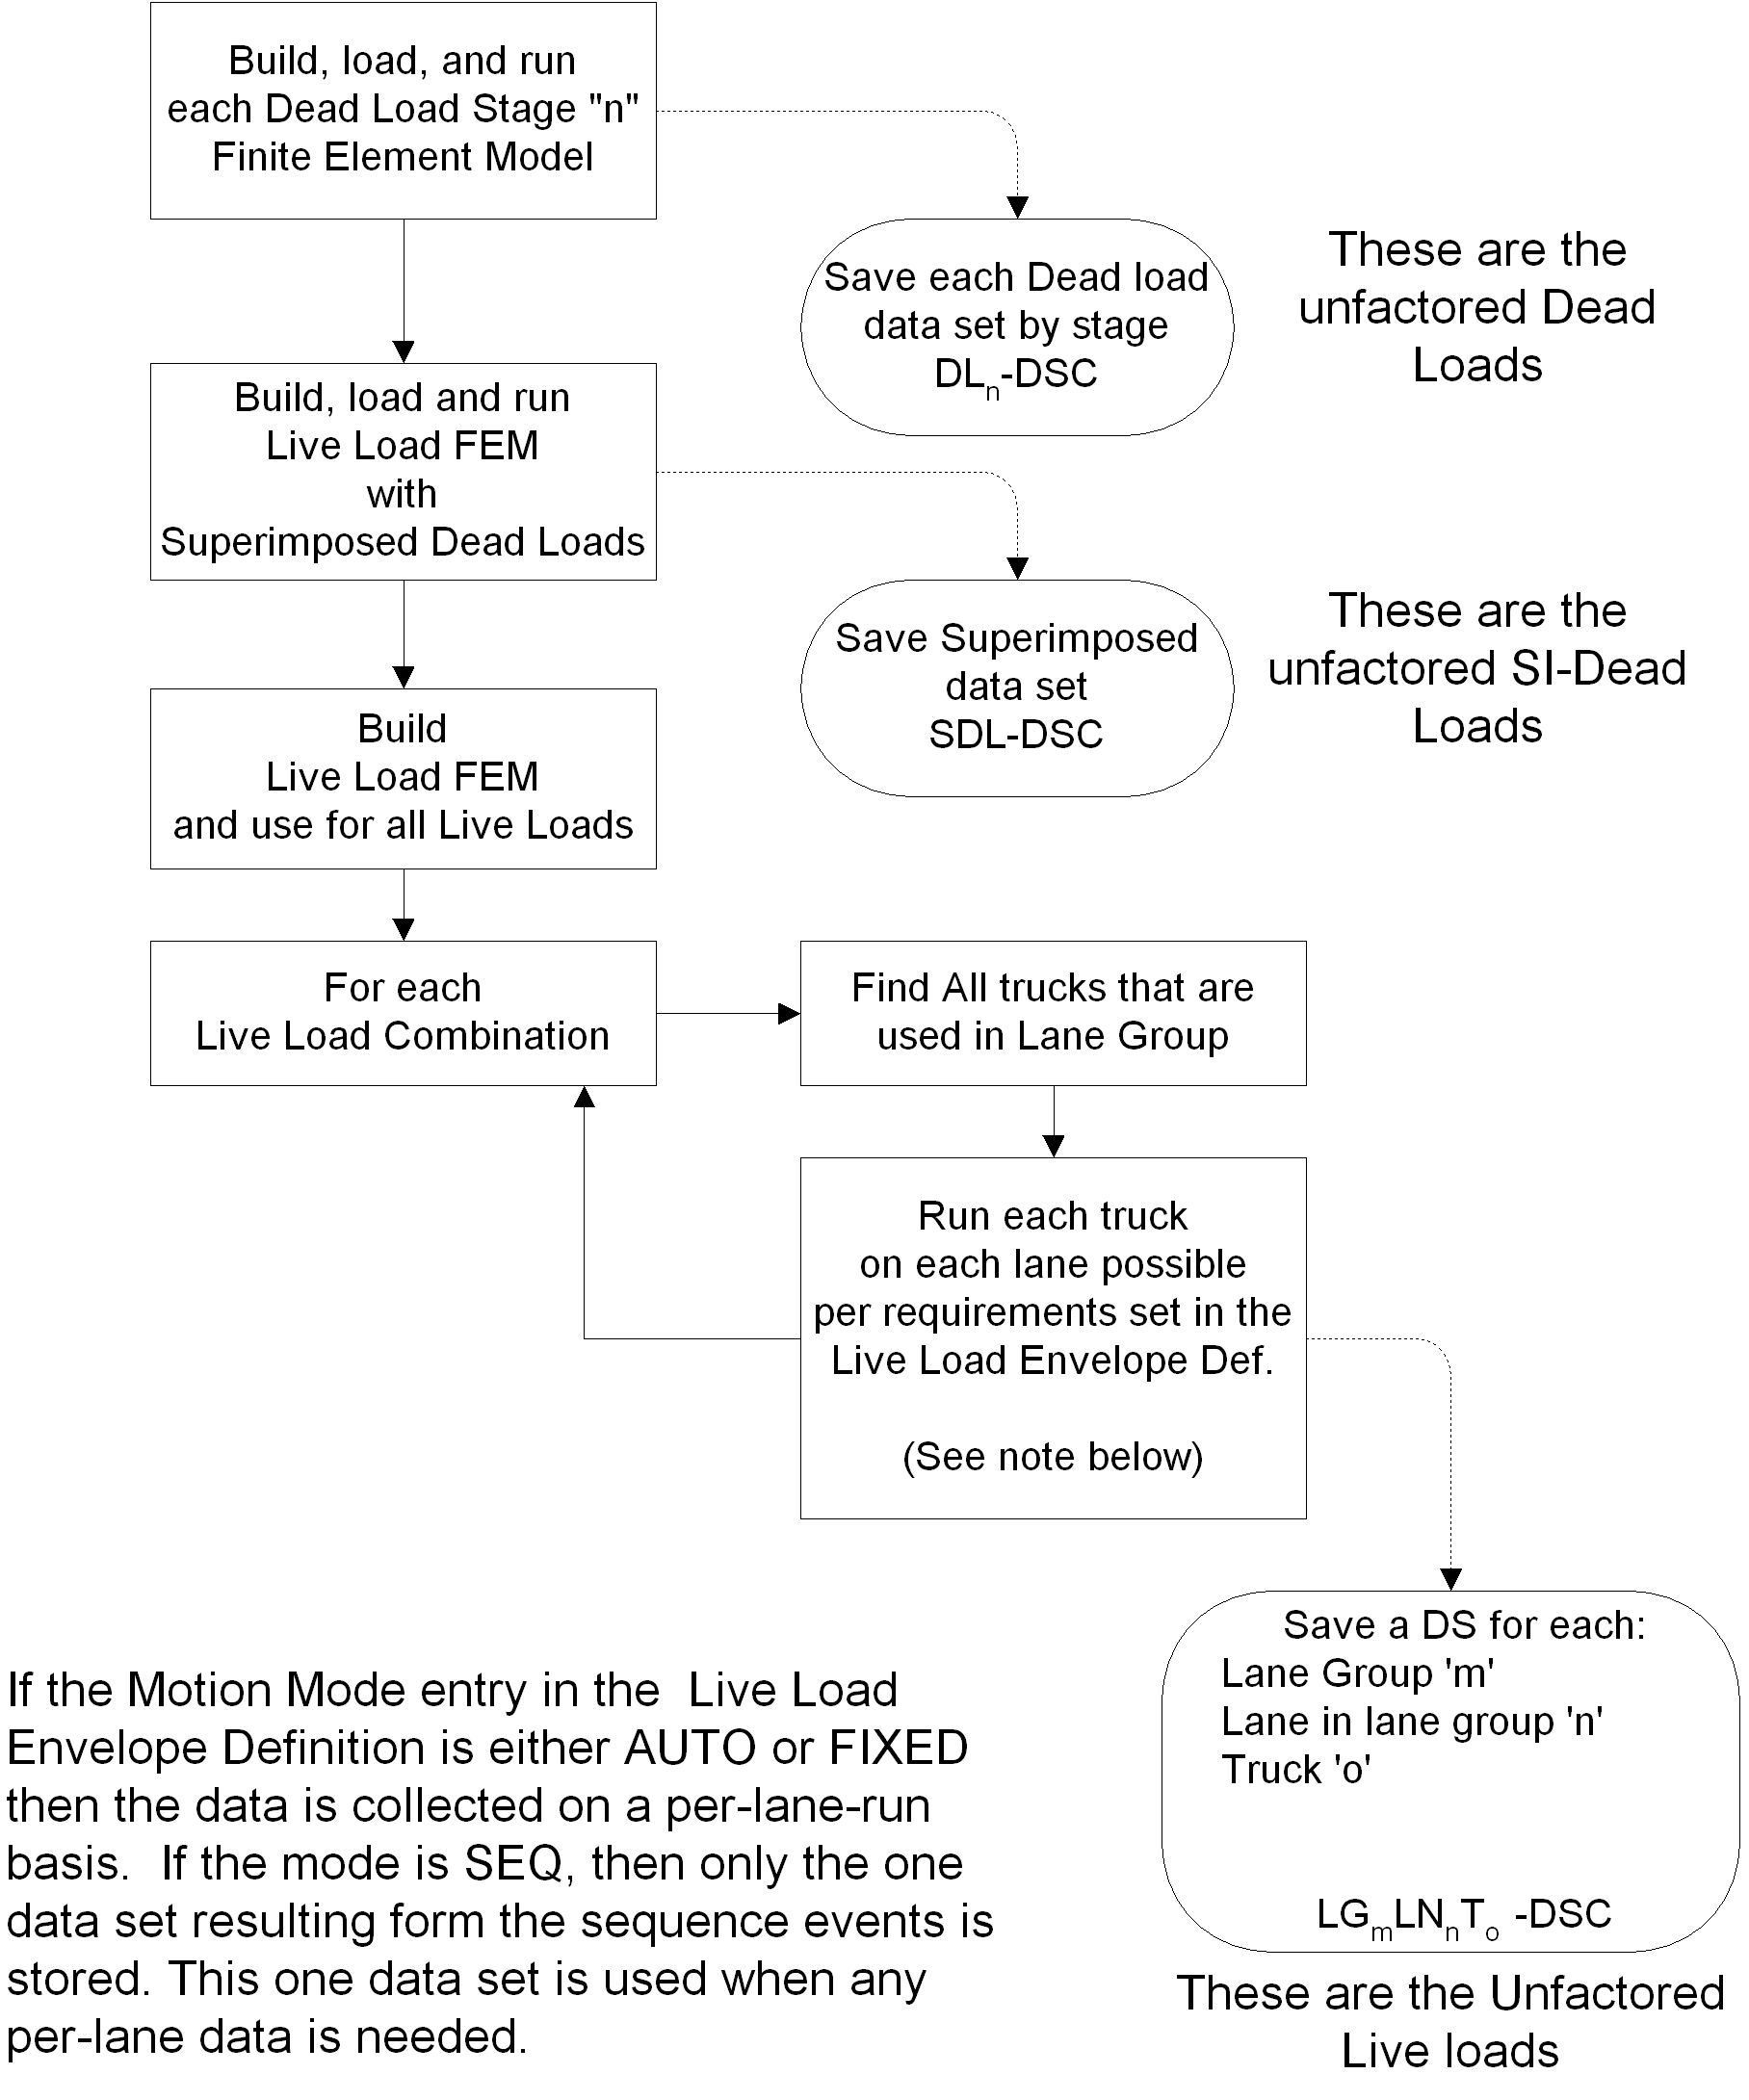 Build, load, and run
each Dead Load Stage "n"
Finite Element Model
Save each Dead load
data set by stage
DLn-DSC
These are the
unfactored Dead
Loads
Build, load and run
Live Load FEM
with
Superimposed Dead Loads
Save Superimposed
data set
SDL-DSC
These are the
unfactored SI-Dead
Loads
Build
Live Load FEM
and use for all Live Loads
For each
Live Load Combination
Find All trucks that are
used in Lane Group
Run each truck
on each lane possible
per requirements set in the
Live Load Envelope Def.
(See note below)
Save a DS for each:
Lane Group 'm'
Lane in lane group 'n'
Truck 'o'
LGmLNnTo -DSC
These are the Unfactored
Live loads
If the Motion Mode entry in the  Live Load
Envelope Definition is either AUTO or FIXED
then the data is collected on a per-lane-run
basis.  If the mode is SEQ, then only the one
data set resulting form the sequence events is
stored. This one data set is used when any
per-lane data is needed.